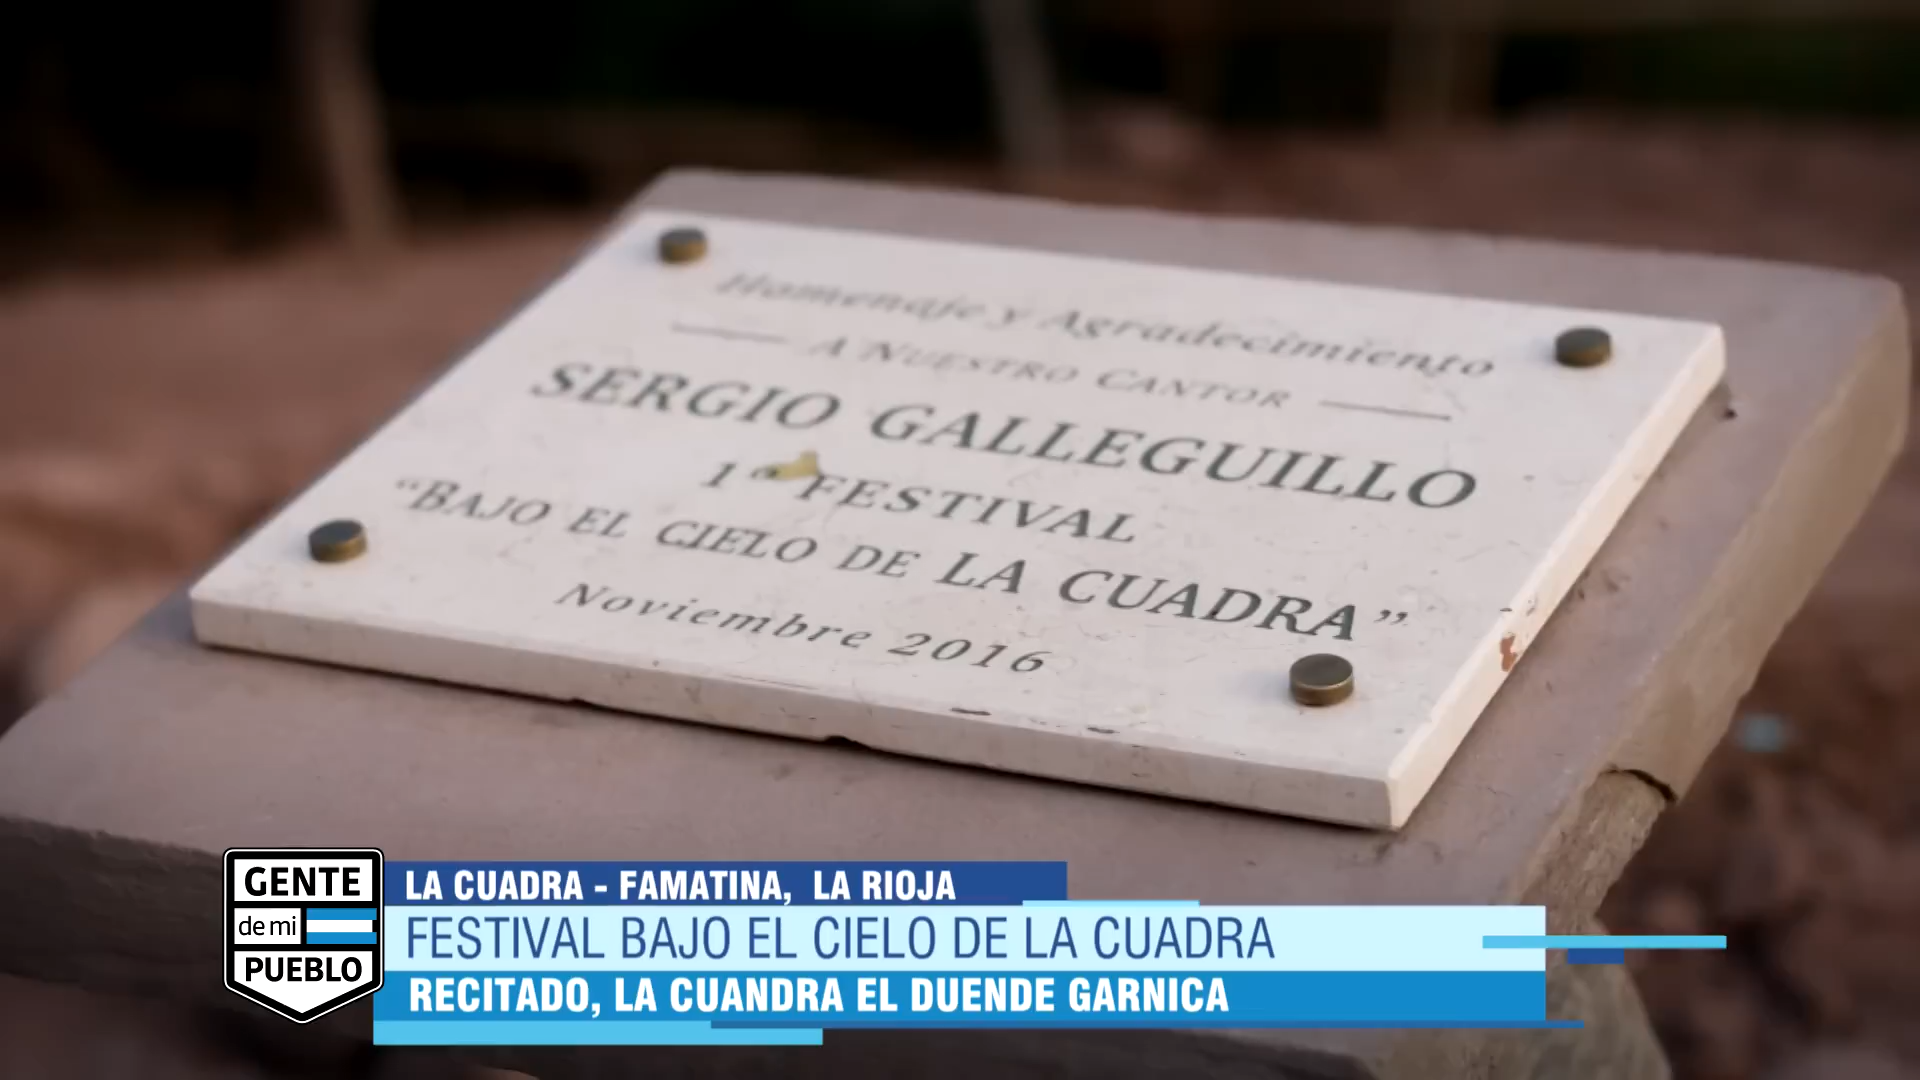 Homenaje y Agradecimiento
A NUESTRO CANTOR
SERGIO GALLEGUILLO
1º FESTIVAL
“BAJO EL CIELO DE LA CUADRA”
Noviembre 2016
GENTE
de mi
PUEBLO
LA CUADRA - FAMATINA, LA RIOJA
FESTIVAL BAJO EL CIELO DE LA CUADRA
RECITADO, LA CUANDRA EL DUENDE GARNICA